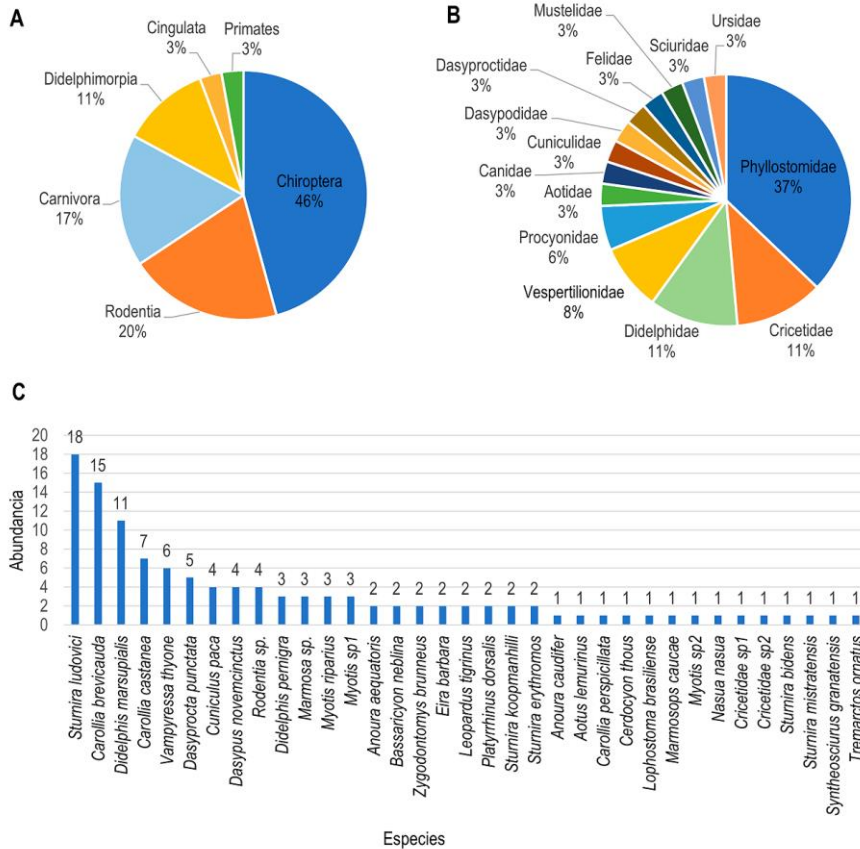 A
Cingulata
3%
Primates
3%
Didelphimorpia
11%
Carnivora
17%
Rodentia
20%
Chiroptera
46%
B
Mustelidae
3%
Ursidae
3%
Sciuridae
3%
Felidae
3%
Dasyproctidae
3%
Dasypodidae
3%
Cuniculidae
3%
Canidae
3%
Aotidae
3%
Procyonidae
6%
Vespertilionidae
8%
Didelphidae
11%
Cricetidae
11%
Phyllostomidae
37%
C
Abundancia
20
18
16
14
12
10
8
6
4
2
0
18
15
11
7
6
5
4
4
4
3
3
3
3
2
2
2
2
2
2
2
2
1
1
1
1
1
1
1
1
1
1
1
1
1
1
Sturnira ludovici
Carollia brevicauda
Didelphis marsupialis
Carollia castanea
Vampyressa thyone
Dasyprocta punctata
Cuniculus paca
Dasypus novemcinctus
Rodentia sp.
Didelphis pernigra
Marmosa sp.
Myotis riparius
Myotis sp1
Anoura aequatoris
Bassaricyon neblina
Zygodontomys brunneus
Eira barbara
Leopardus tigrinus
Platyrrhinus dorsalis
Sturnira koopmanhilli
Sturnira erythromos
Anoura caudifer
Aotus lemurinus
Carollia perspicillata
Cerdocyon thous
Lophostoma brasiliense
Marmosops caucae
Myotis sp2
Nasua nasua
Cricetidae sp1
Cricetidae sp2
Sturnira bidens
Sturnira mistratensis
Syntheosciurus granatensis
Tremarctos ornatus
Especies